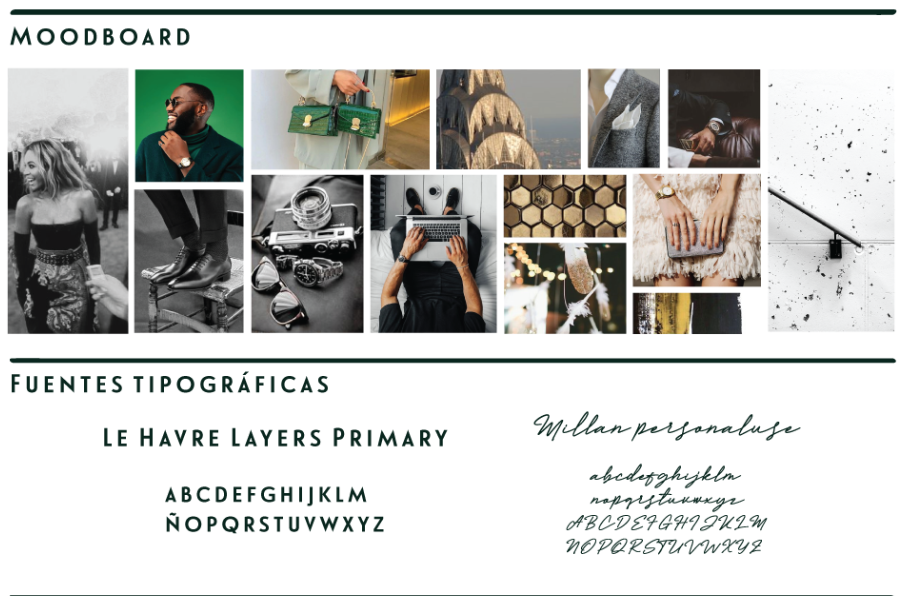 MOODBOARD
FUENTES TIPOGRÁFICAS
LE HAVRE LAYERS PRIMARY
ABCDEFGHIJKLM
ÑOPQRSTUVWXYZ
Millan personaluse
abcdefghijklm
nopqrstuvwxyz
ABCDEFGHIJKLM
NOPQRSTUVWXYZ